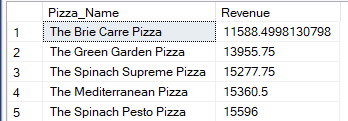 Pizza_Name Revenue
1 The Brie Carre Pizza 11588.4998130798
2 The Green Garden Pizza 13955.75
3 The Spinach Supreme Pizza 15277.75
4 The Mediterranean Pizza 15360.5
5 The Spinach Pesto Pizza 15596